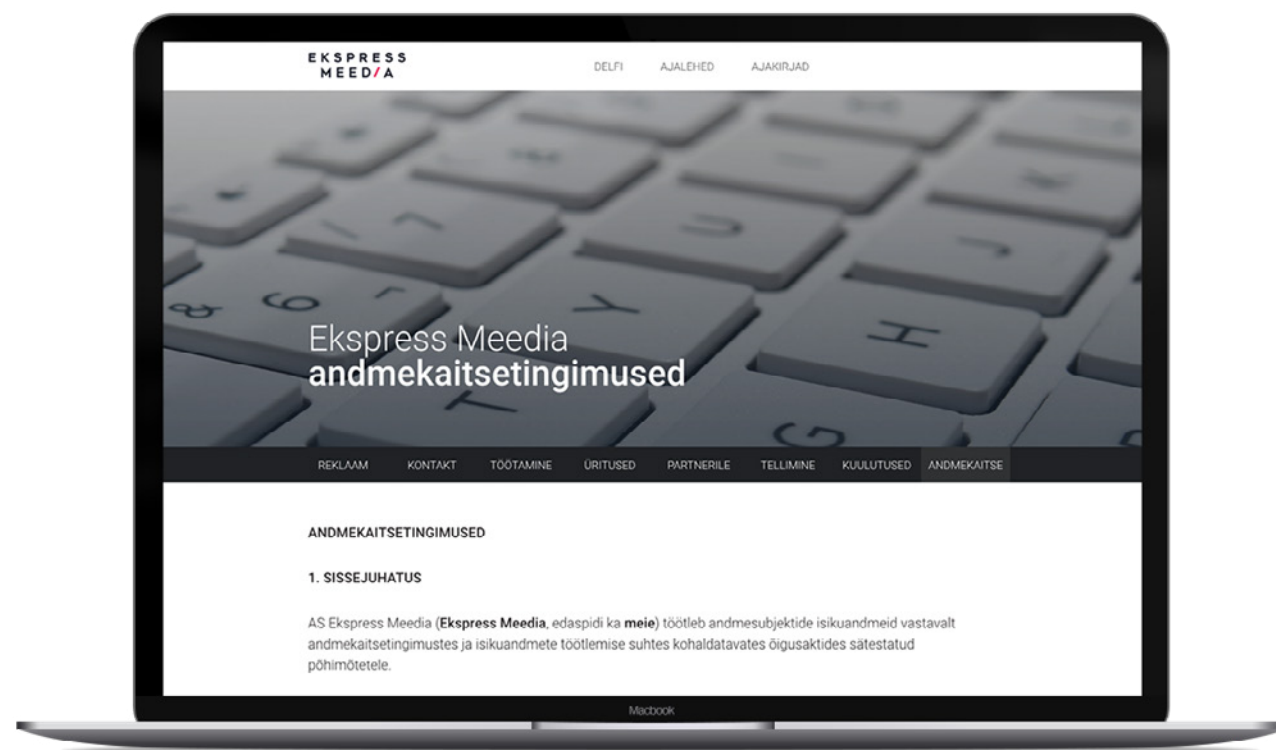 EKSPRESS
MEED/A
DELFI AJALEHED AJAKIRJAD
& 6 7 Y U H J T G
Ekspress Meedia
andmekaitsetingimused
REKLAAM KONTAKT TÖÖTAMINE ÜRITUSED PARTNERILE TELLIMINE KUULUTUSED ANDMEKAITSE
ANDMEKAITSETINGIMUSED
1. SISSEJUHATUS
AS Ekspress Meedia (Ekspress Meedia, edaspidi ka meie) töötleb andmesubjektide isikuandmeid vastavalt
andmekaitsetingimustes ja isikuandmete töötlemise suhtes kohaldatavates õigusaktides sätestatud
põhimõtetele.
Macbook